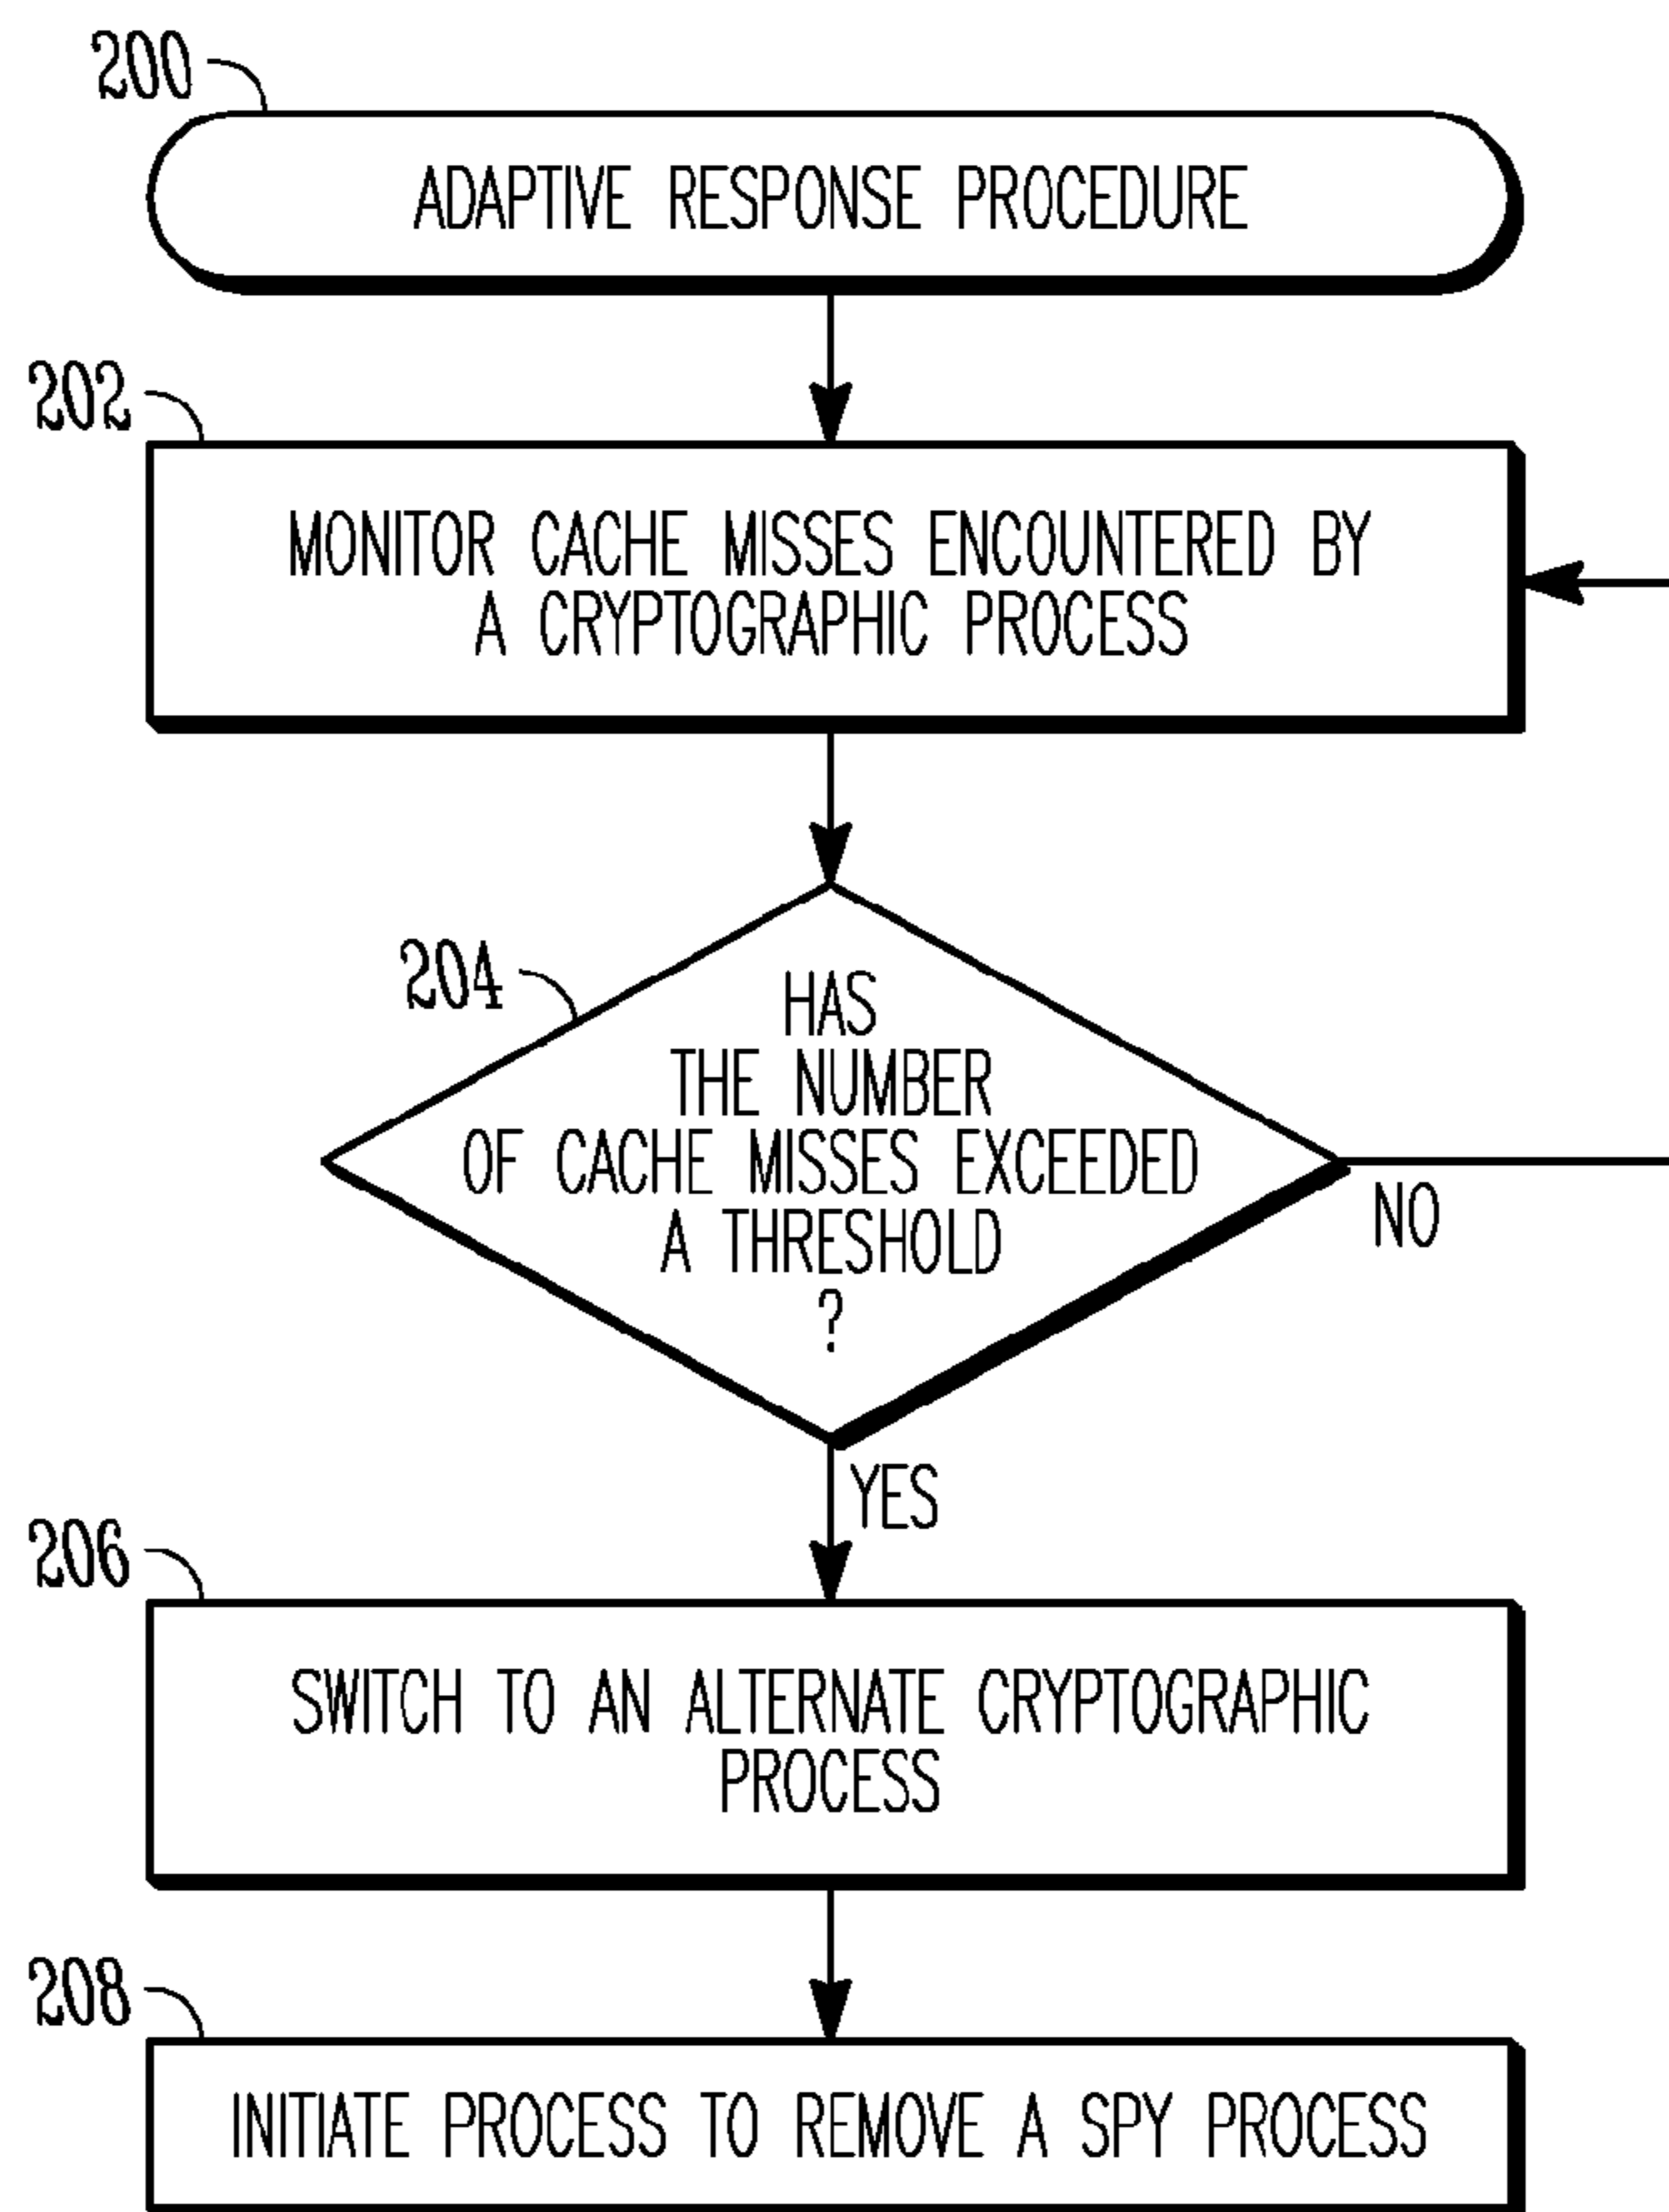 200
ADAPTIVE RESPONSE PROCEDURE
202
MONITOR CACHE MISSES ENCOUNTERED BY
A CRYPTOGRAPHIC PROCESS
204
HAS
THE NUMBER
OF CACHE MISSES EXCEEDED
A THRESHOLD
?
NO
YES
206
SWITCH TO AN ALTERNATE CRYPTOGRAPHIC
PROCESS
208
INITIATE PROCESS TO REMOVE A SPY PROCESS